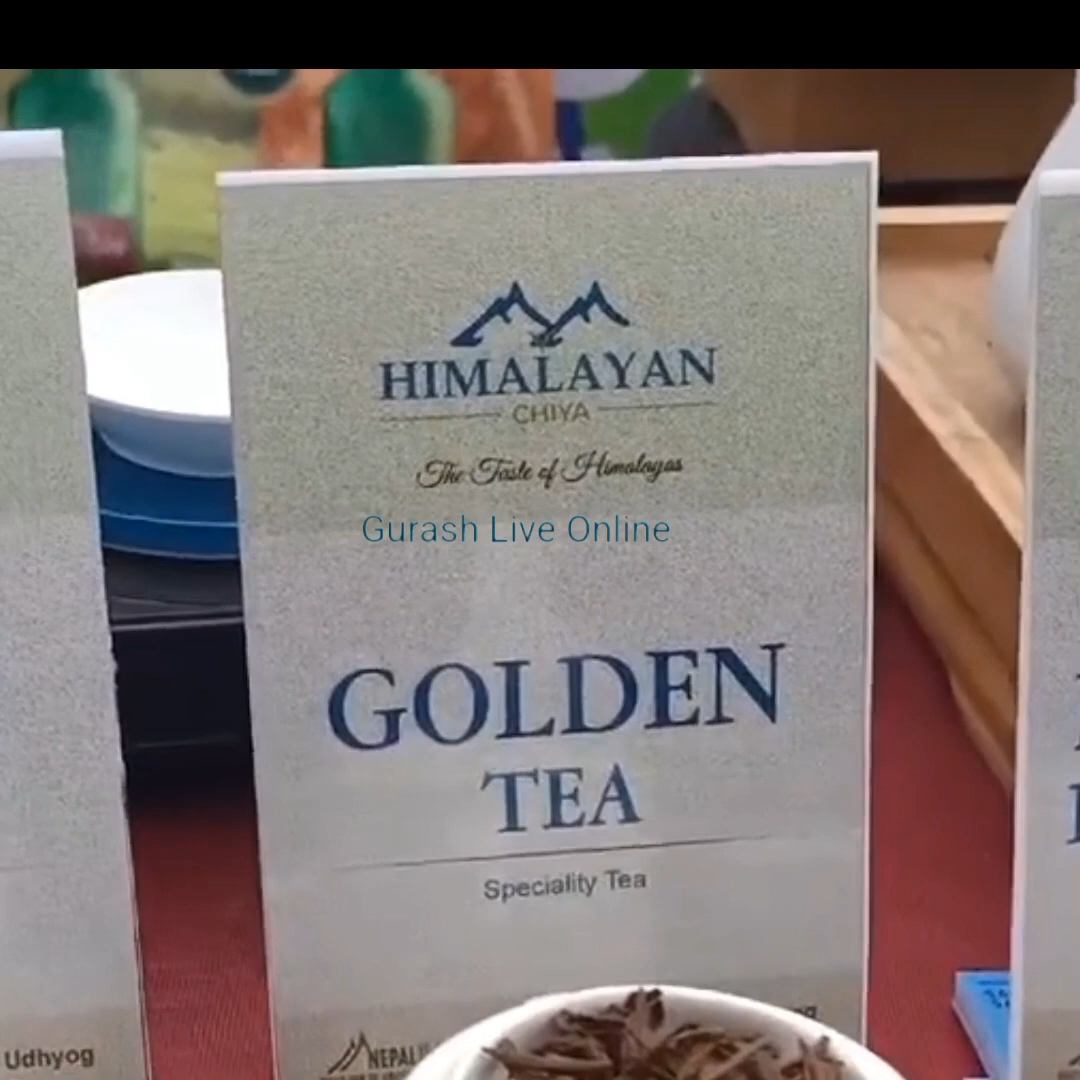 HIMALAYAN
CHIYA
The Taste of Himalayas
Gurash Live Online
GOLDEN
TEA
Speciality Tea
Udhyog
NEPAL